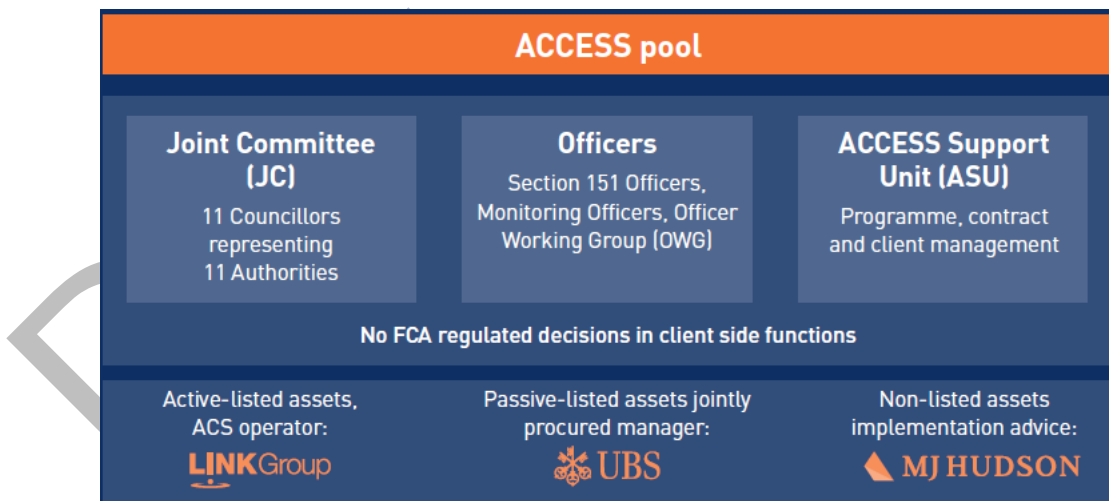 ACCESS pool
Joint Committee
(JC)
11 Councillors
representing
11 Authorities
Officers
Section 151 Officers,
Monitoring Officers, Officer
Working Group (OWG)
ACCESS Support
Unit (ASU)
Programme, contract
and client management
No FCA regulated decisions in client side functions
Active-listed assets,
ACS operator:
LINKGroup
Passive-listed assets jointly
procured manager:
UBS
Non-listed assets
implementation advice:
MJ HUDSON